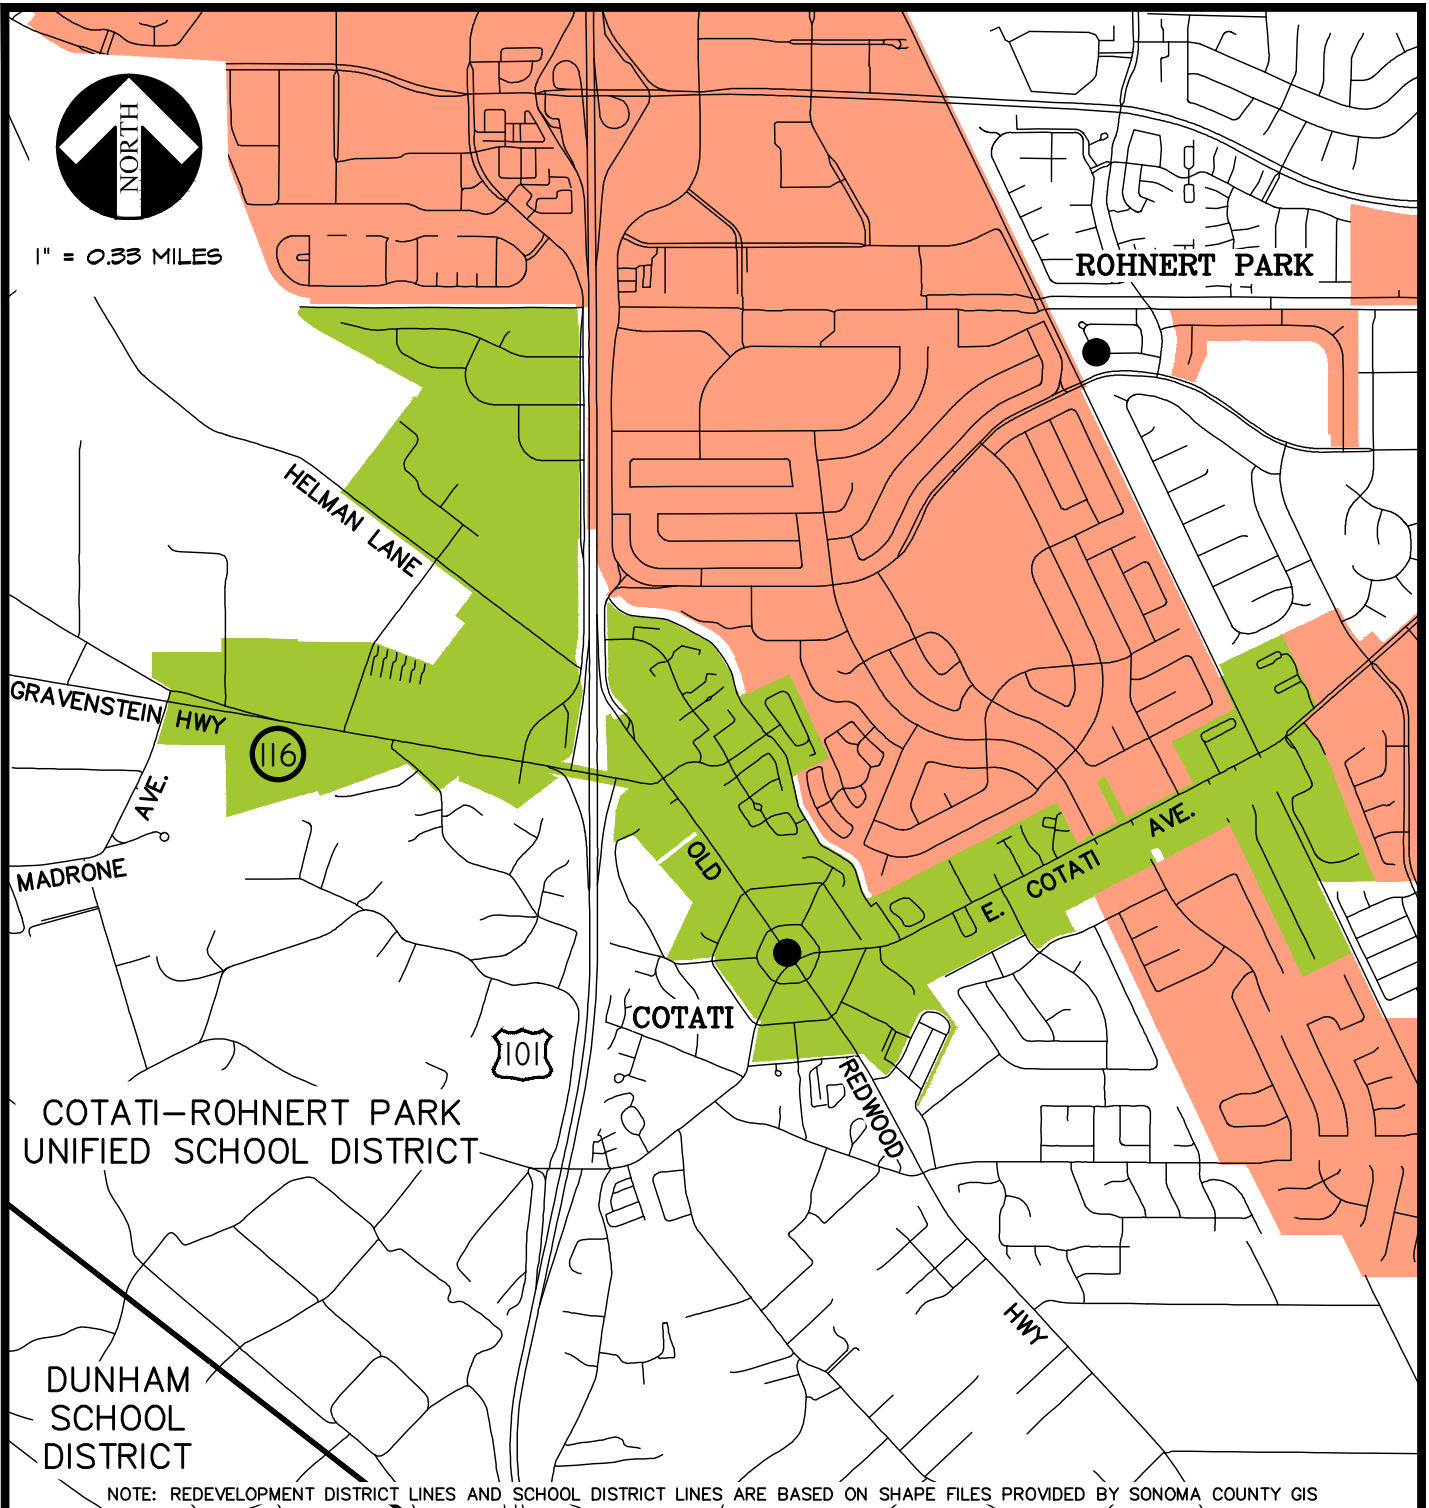 NORTH
1" = 0.33 MILES
ROHNERT PARK
HELMAN LANE
GRAVENSTEIN HWY
116
AVE.
MADRONE
OLD
E. COTATI AVE.
COTATI
101
REDWOOD
HWY
COTATI-ROHNERT PARK
UNIFIED SCHOOL DISTRICT
DUNHAM
SCHOOL
DISTRICT
NOTE: REDEVELOPMENT DISTRICT LINES AND SCHOOL DISTRICT LINES ARE BASED ON SHAPE FILES PROVIDED BY SONOMA COUNTY GIS